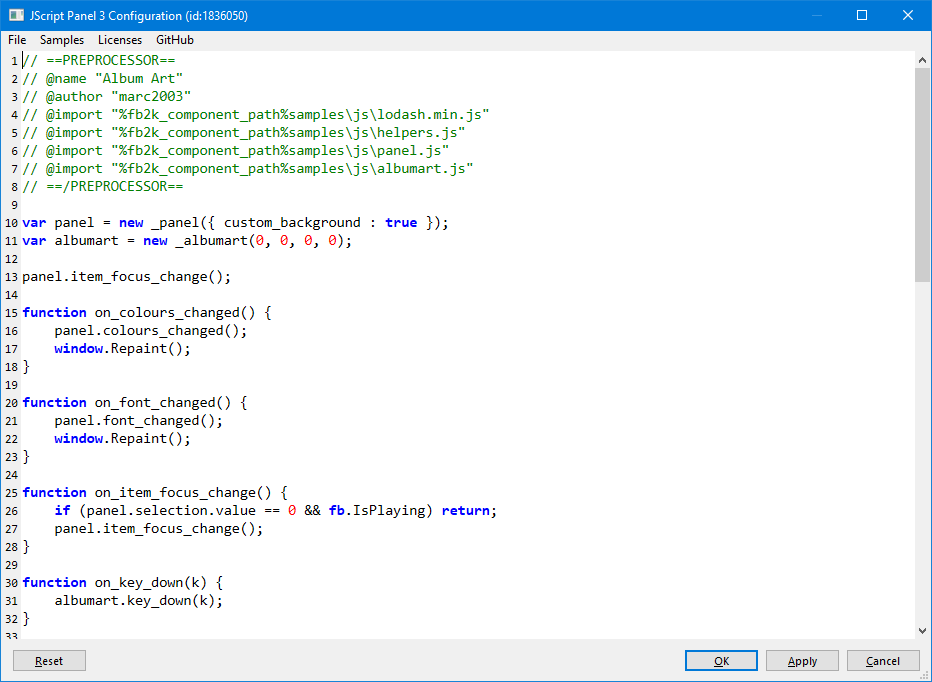 JScript Panel 3 Configuration (id:1836050)
File Samples Licenses GitHub
1 // ==PREPROCESSOR==
2 // @name "Album Art"
3 // @author "marc2003"
4 // @import "%fb2k_component_path%samples\js\lodash.min.js"
5 // @import "%fb2k_component_path%samples\js\helpers.js"
6 // @import "%fb2k_component_path%samples\js\panel.js"
7 // @import "%fb2k_component_path%samples\js\albumart.js"
8 // ==/PREPROCESSOR==
9
10 var panel = new _panel({ custom_background : true });
11 var albumart = new _albumart(0, 0, 0, 0);
12
13 panel.item_focus_change();
14
15 function on_colours_changed() {
16     panel.colours_changed();
17     window.Repaint();
18 }
19
20 function on_font_changed() {
21     panel.font_changed();
22     window.Repaint();
23 }
24
25 function on_item_focus_change() {
26     if (panel.selection.value == 0 && fb.IsPlaying) return;
27     panel.item_focus_change();
28 }
29
30 function on_key_down(k) {
31     albumart.key_down(k);
32 }
33
Reset OK Apply Cancel